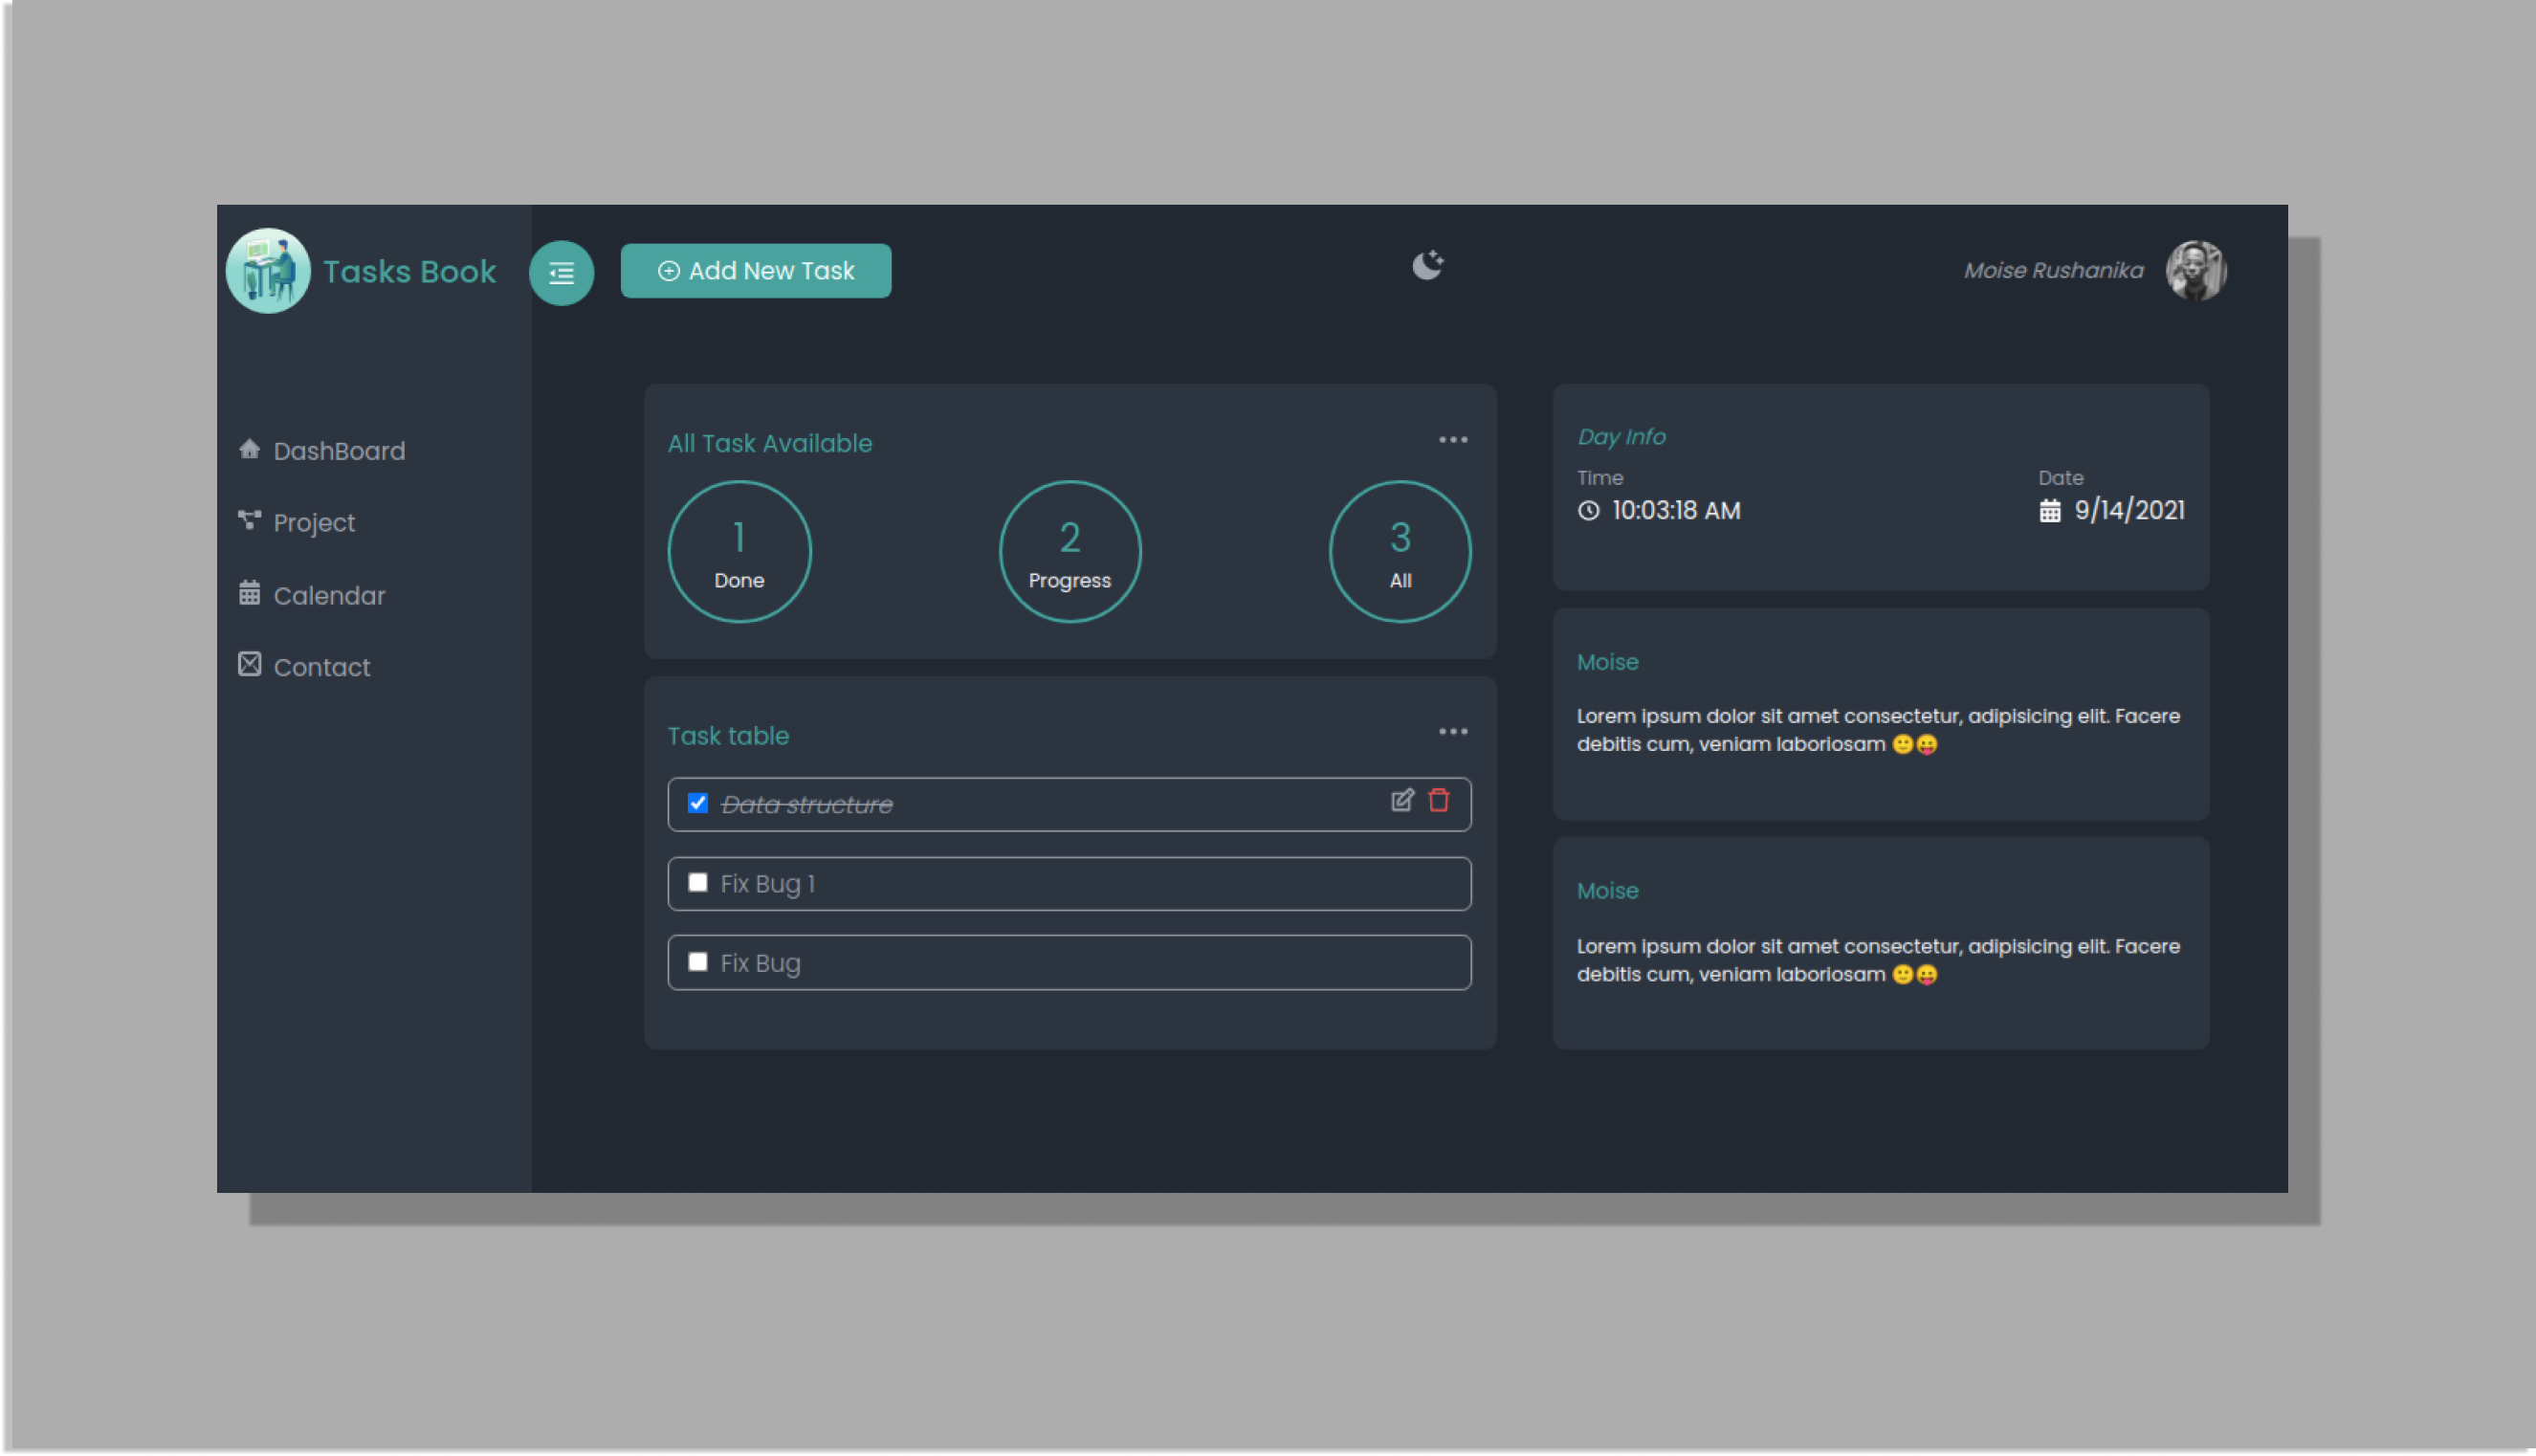 Tasks Book
Add New Task
Moise Rushanika
DashBoard
Project
Calendar
Contact
All Task Available
1
Done
2
Progress
3
All
Task table
Data structure
Fix Bug 1
Fix Bug
Day Info
Time
Date
10:03:18 AM
9/14/2021
Moise
Lorem ipsum dolor sit amet consectetur, adipisicing elit. Facere
debitis cum, veniam laboriosam 🙂😛
Moise
Lorem ipsum dolor sit amet consectetur, adipisicing elit. Facere
debitis cum, veniam laboriosam 🙂😛